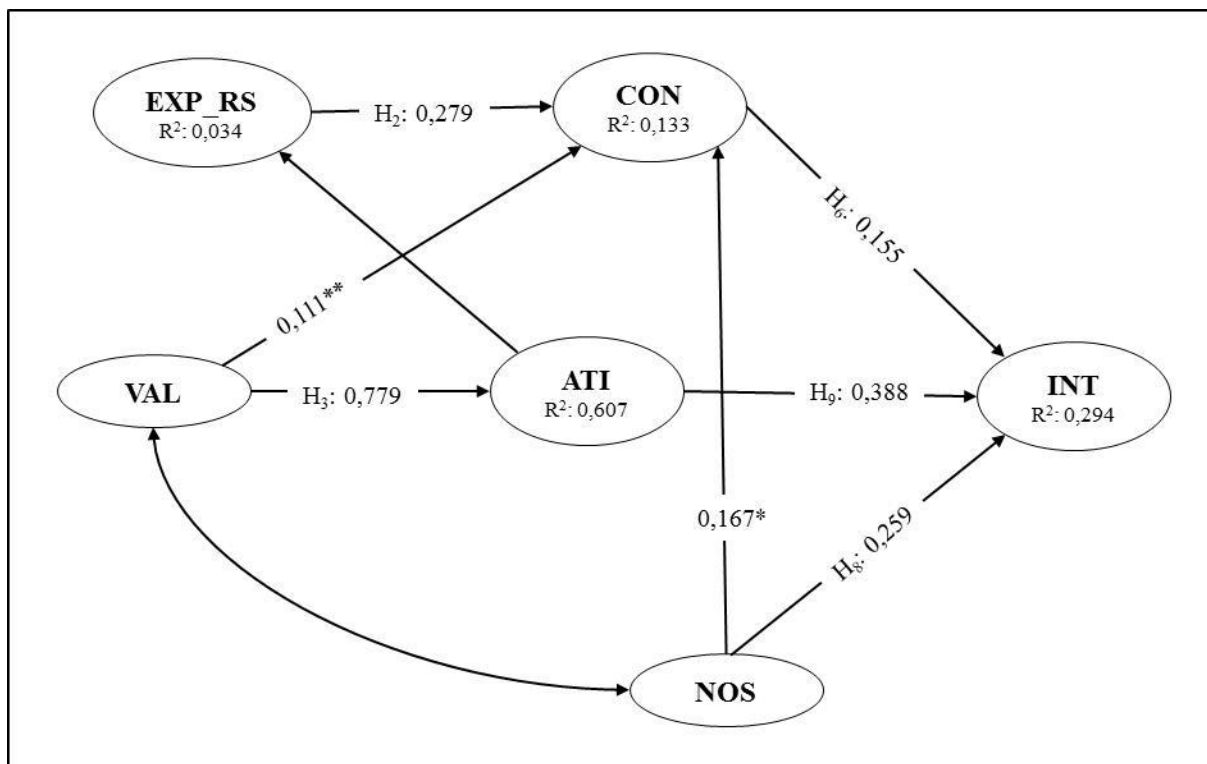 EXP_RS
R²: 0,034
H₂: 0,279
CON
R²: 0,133
H₆: 0,155
0,111**
VAL
H₃: 0,779
ATI
R²: 0,607
H₉: 0,388
INT
R²: 0,294
0,167*
H₈: 0,259
NOS